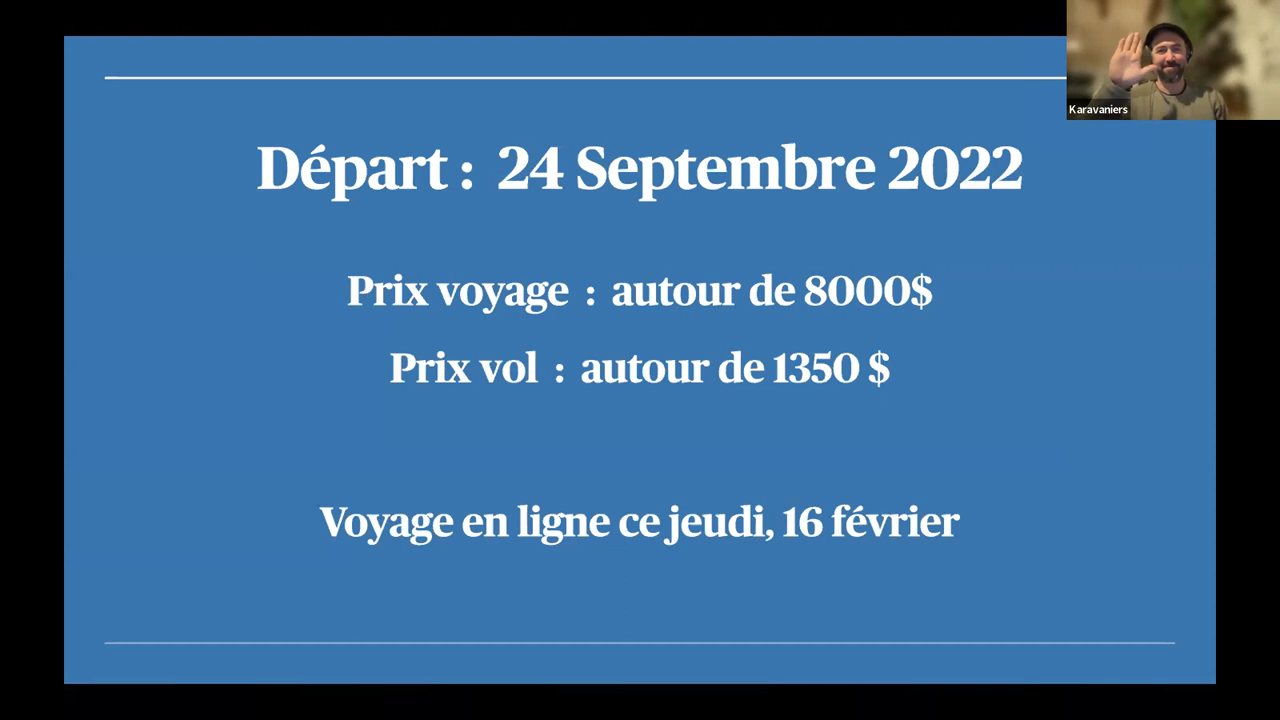 Karavaniers
Départ : 24 Septembre 2022
Prix voyage : autour de 8000$
Prix vol : autour de 1350 $
Voyage en ligne ce jeudi, 16 février